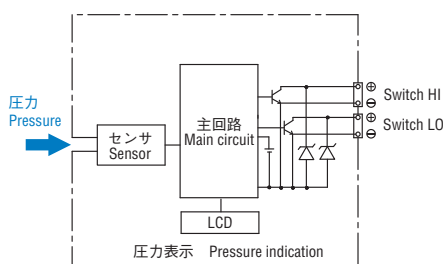 圧力
Pressure
センサ
Sensor
主回路
Main circuit
LCD
圧力表示 Pressure indication
⊕
Switch HI
⊖
⊕
Switch LO
⊖